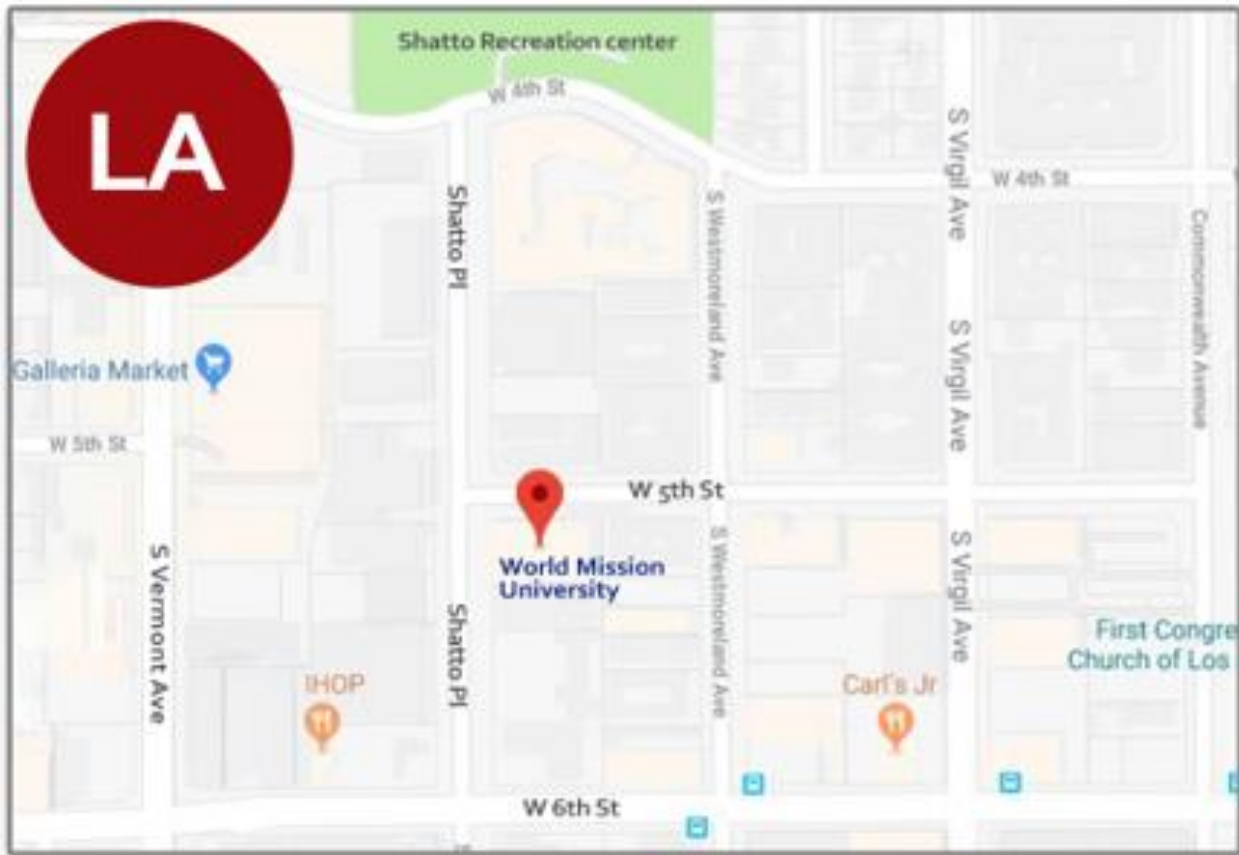 Shatto Recreation center
LA
W 4th St
W 4th St
S Virgil Ave
Shatto Pl
S Westmoreland Ave
Commonwealth Avenue
Galleria Market
S Virgil Ave
W 5th St
W 5th St
World Mission
University
S Vermont Ave
Shatto Pl
S Westmoreland Ave
S Virgil Ave
First Congre
Church of Los
IHOP
Carl's Jr
W 6th St